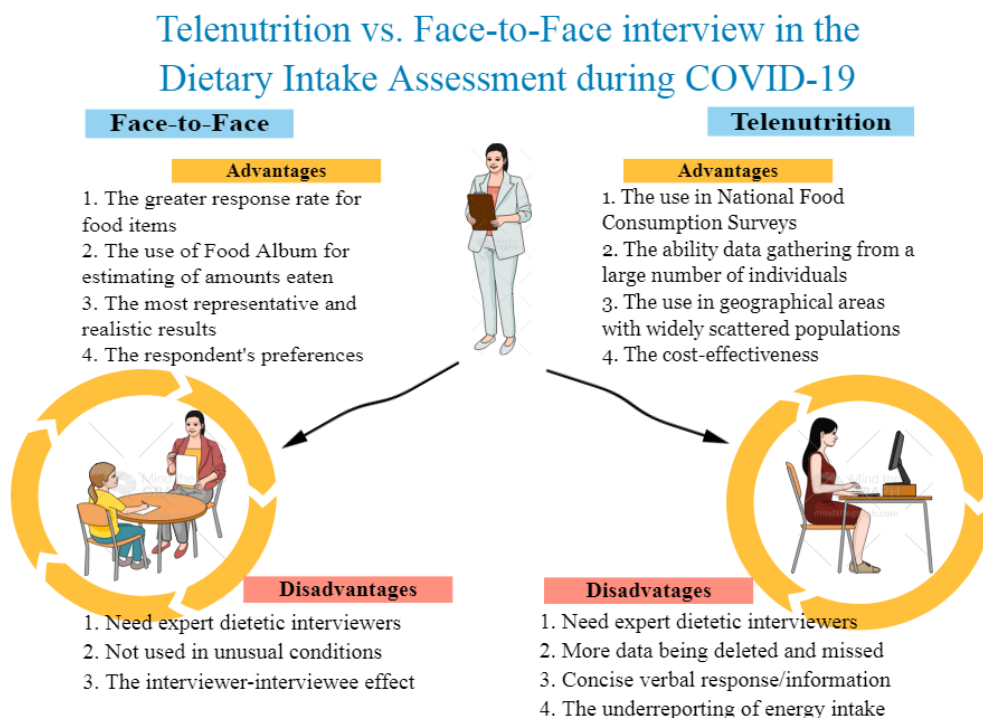 Telenutrition vs. Face-to-Face interview in the
Dietary Intake Assessment during COVID-19
Face-to-Face
Advantages
1. The greater response rate for
food items
2. The use of Food Album for
estimating of amounts eaten
3. The most representative and
realistic results
4. The respondent's preferences
Telenutrition
Advantages
1. The use in National Food
Consumption Surveys
2. The ability data gathering from a
large number of individuals
3. The use in geographical areas
with widely scattered populations
4. The cost-effectiveness
Disadvantages
1. Need expert dietetic interviewers
2. Not used in unusual conditions
3. The interviewer-interviewee effect
Disadvatages
1. Need expert dietetic interviewers
2. More data being deleted and missed
3. Concise verbal response/information
4. The underreporting of energy intake